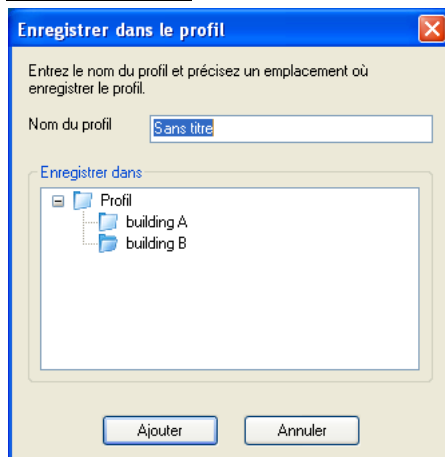 Enregistrer dans le profil
Entrez le nom du profil et précisez un emplacement où
enregistrer le profil.
Nom du profil
Sans titre
Enregistrer dans
Profil
building A
building B
Ajouter
Annuler